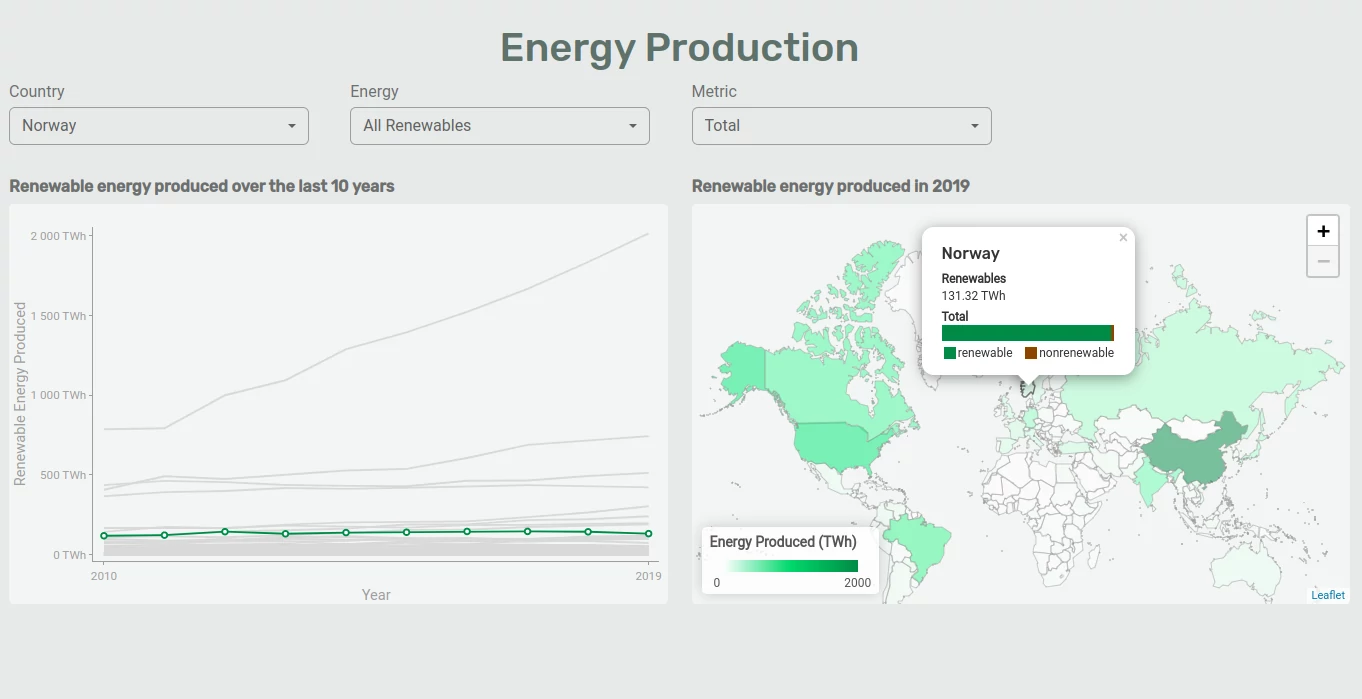 Energy Production
Country
Energy
Metric
Norway
All Renewables
Total
Renewable energy produced over the last 10 years
Renewable energy produced in 2019
2 000 TWh
1 500 TWh
1 000 TWh
500 TWh
0 TWh
Renewable Energy Produced
2010
2019
Year
+
−
×
Norway
Renewables
131.32 TWh
Total
renewable nonrenewable
Energy Produced (TWh)
0 2000
Leaflet